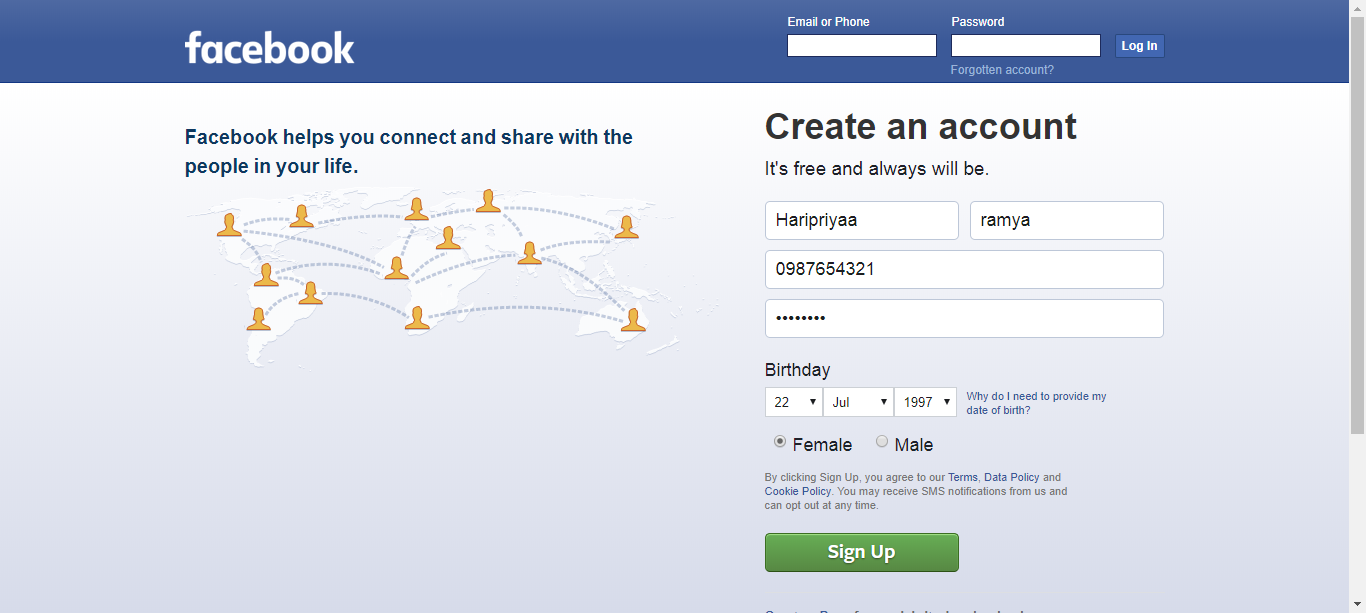 facebook
Email or Phone
Password
Log In
Forgotten account?
Facebook helps you connect and share with the
people in your life.
Create an account
It's free and always will be.
Haripriyaa
ramya
0987654321
••••••••
Birthday
22
Jul
1997
Why do I need to provide my
date of birth?
Female
Male
By clicking Sign Up, you agree to our Terms, Data Policy and
Cookie Policy. You may receive SMS notifications from us and
can opt out at any time.
Sign Up